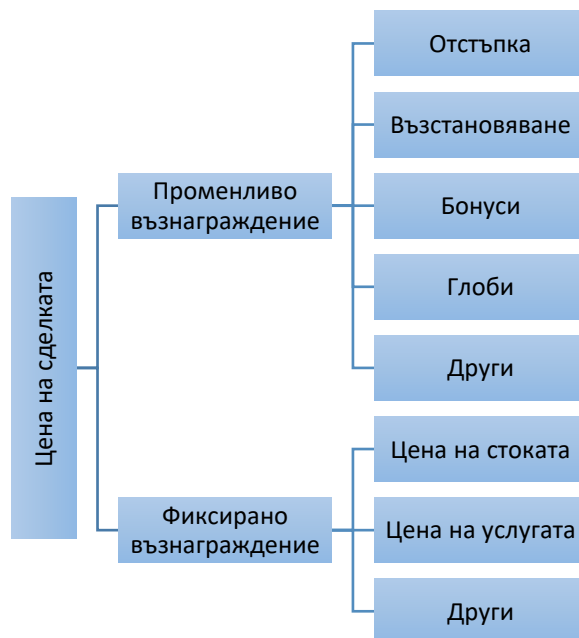 Цена на сделката
Променливо
възнаграждение
Отстъпка
Възстановяване
Бонуси
Глоби
Други
Фиксирано
възнаграждение
Цена на стоката
Цена на услугата
Други